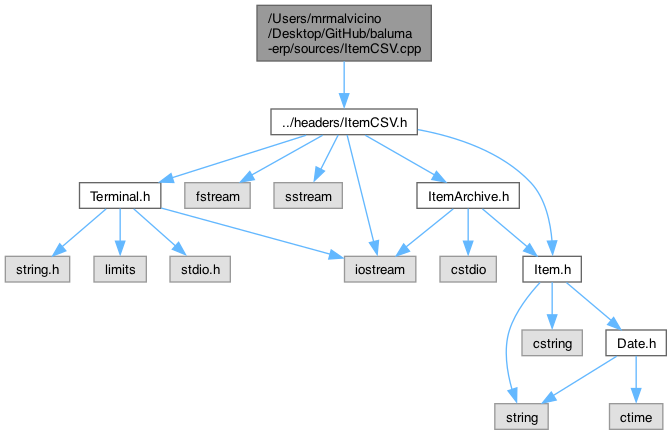 /Users/mrmalvicino
/Desktop/GitHub/baluma
-erp/sources/ItemCSV.cpp
../headers/ItemCSV.h
Terminal.h
fstream
sstream
ItemArchive.h
string.h
limits
stdio.h
iostream
cstdio
Item.h
cstring
Date.h
string
ctime